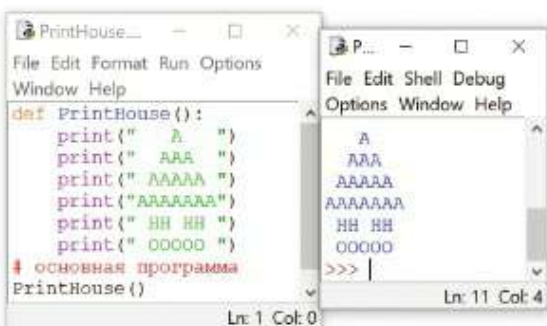 PrintHouse...
File Edit Format Run Options
Window Help
def PrintHouse():
    print("   A   ")
    print("  AAA  ")
    print(" AAAAA ")
    print("AAAAAAA")
    print(" HH HH ")
    print(" OOOOO ")
# основная программа
PrintHouse()
Ln: 1 Col: 0
P...
File Edit Shell Debug
Options Window Help
   A
  AAA
 AAAAA
AAAAAAA
 HH HH
 OOOOO
>>>
Ln: 11 Col: 4